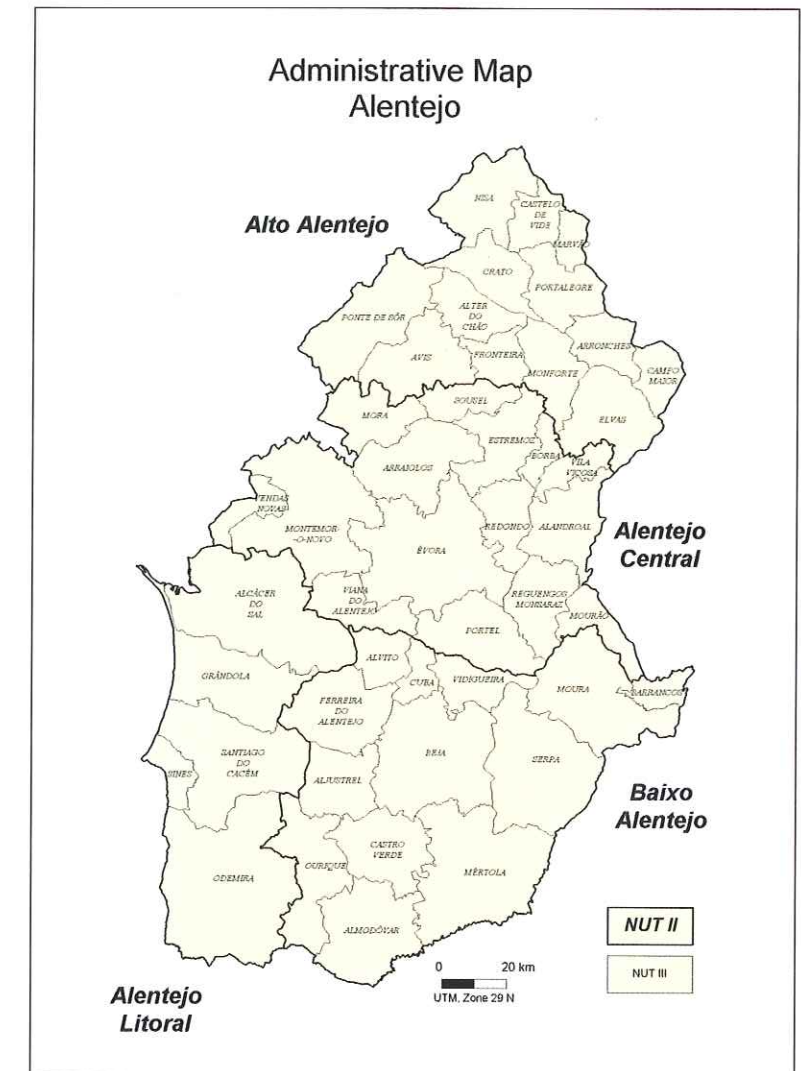 Administrative Map
Alentejo
Alto Alentejo
NISA
CASTELO
DE
VIDE
MARVÃO
CRATO
PORTALEGRE
PONTE DE SÔR
ALTER
DO
CHÃO
AVIS
FRONTEIRA
ARRONCHES
MONFORTE
CAMPO
MAIOR
MORA
SOUSEL
ELVAS
ESTREMOZ
BORBA
VILA
VIÇOSA
ARRAIOLOS
VENDAS
NOVAS
MONTEMOR
-O-NOVO
ÉVORA
REDONDO
ALANDROAL
Alentejo
Central
ALCÁCER
DO
SAL
VIANA
DO
ALENTEJO
REGUENGOS
MONSARAZ
MOURÃO
PORTEL
GRÂNDOLA
ALVITO
CUBA
VIDIGUEIRA
MOURA
BARRANCOS
FERREIRA
DO
ALENTEJO
SANTIAGO
DO
CACÉM
SINES
BEJA
SERPA
ALJUSTREL
Baixo
Alentejo
CASTRO
VERDE
OURIQUE
MÉRTOLA
ODEMIRA
ALMODÔVAR
NUT II
NUT III
0 20 km
UTM, Zone 29 N
Alentejo
Litoral